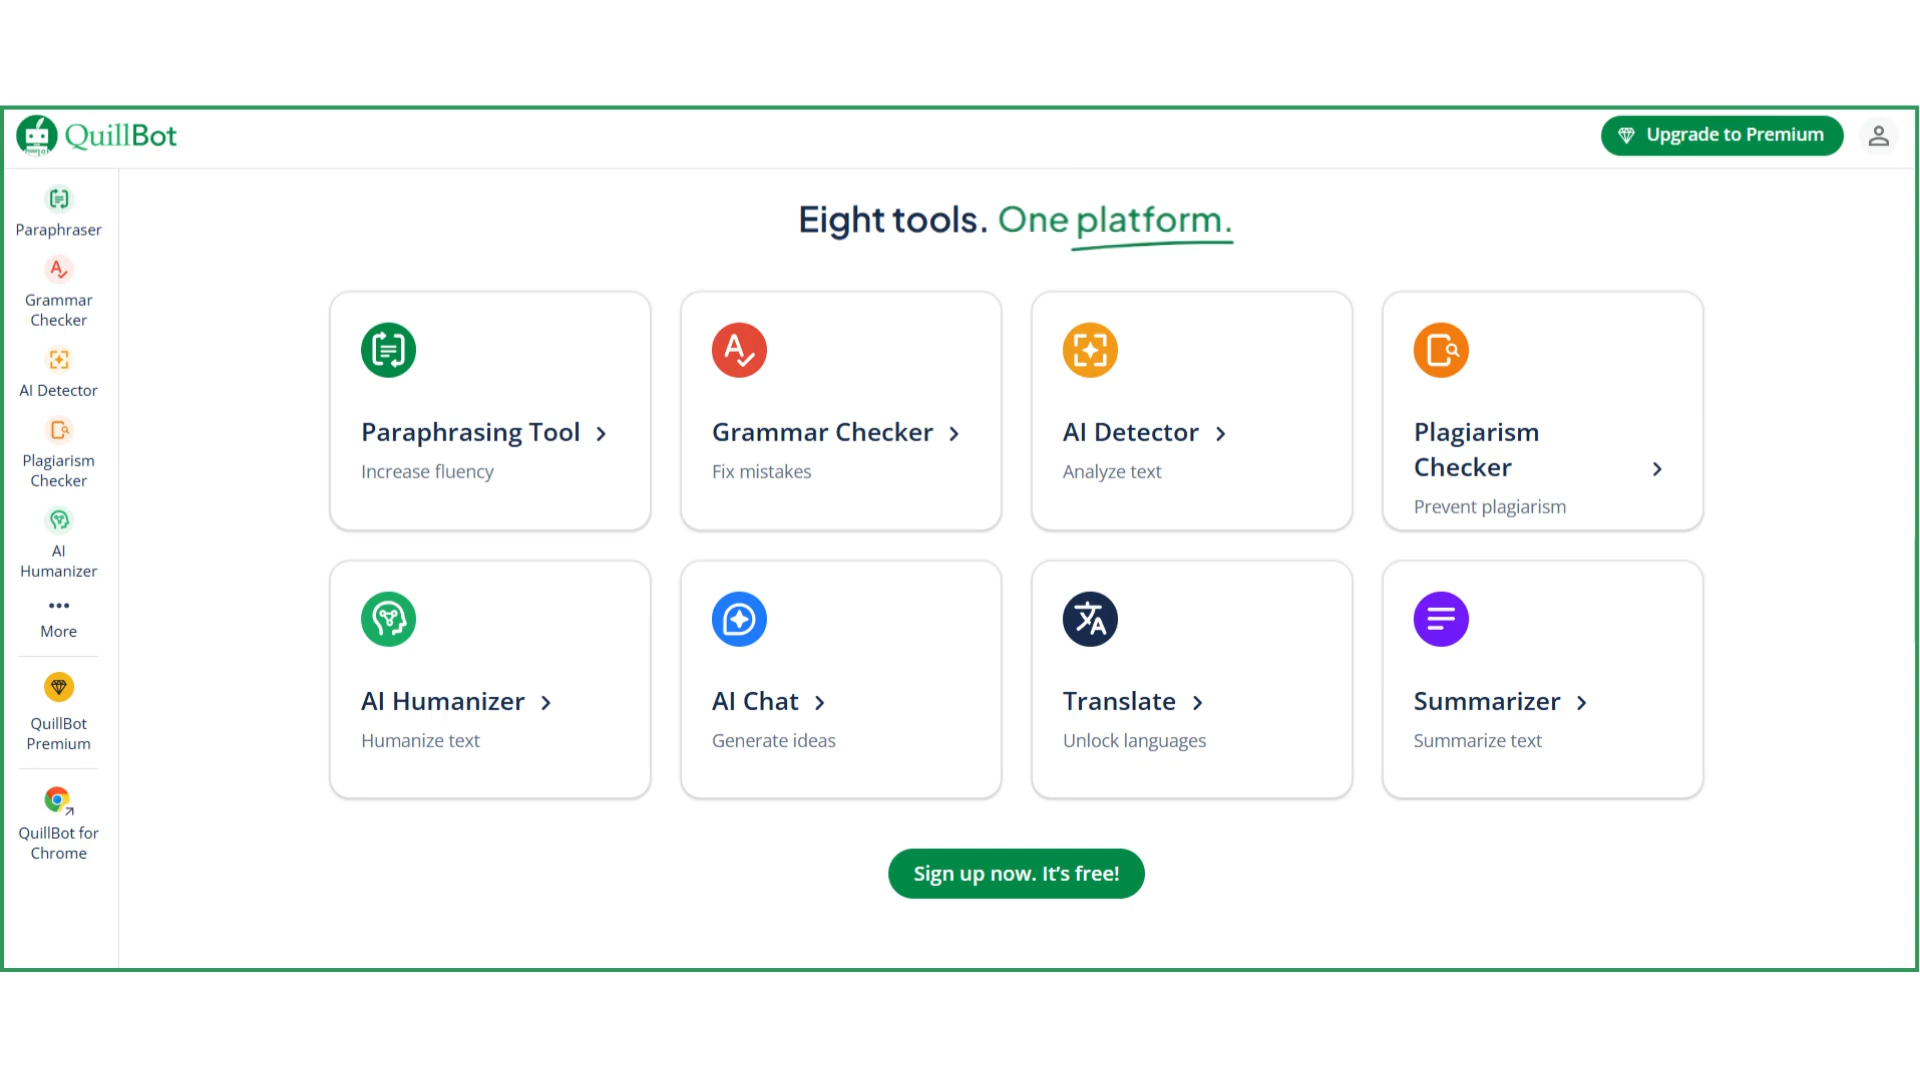 QuillBot
Upgrade to Premium
Paraphraser
Grammar
Checker
AI Detector
Plagiarism
Checker
AI
Humanizer
More
QuillBot
Premium
QuillBot for
Chrome
Eight tools. One platform.
Paraphrasing Tool
Increase fluency
Grammar Checker
Fix mistakes
AI Detector
Analyze text
Plagiarism
Checker
Prevent plagiarism
AI Humanizer
Humanize text
AI Chat
Generate ideas
Translate
Unlock languages
Summarizer
Summarize text
Sign up now. It’s free!